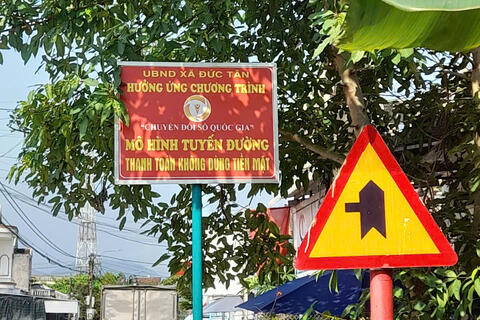 UBND XÃ ĐỨC TÂN
HƯỞNG ỨNG CHƯƠNG TRÌNH
"CHUYỂN ĐỔI SỐ QUỐC GIA"
MÔ HÌNH TUYẾN ĐƯỜNG
THANH TOÁN KHÔNG DÙNG TIỀN MẶT